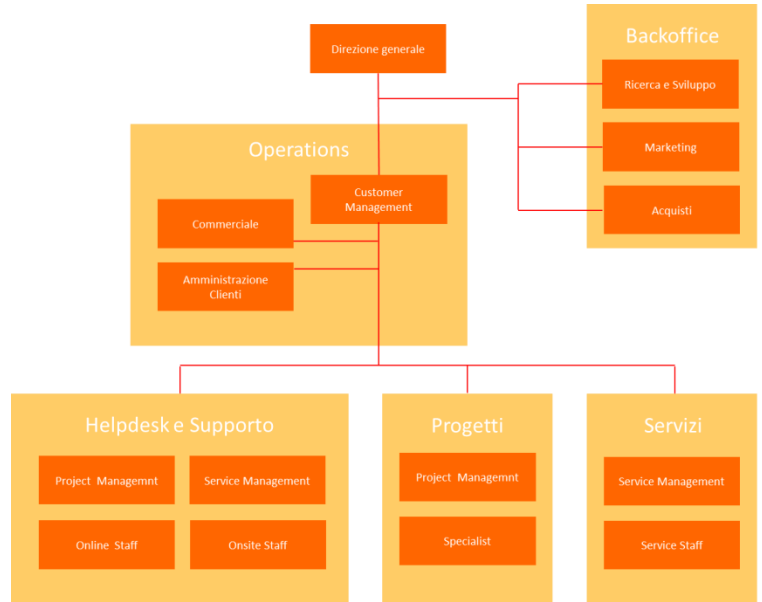 Direzione generale
Backoffice
Ricerca e Sviluppo
Marketing
Acquisti
Operations
Customer
Management
Commerciale
Amministrazione
Clienti
Helpdesk e Supporto
Project Managemnt
Service Management
Online Staff
Onsite Staff
Progetti
Project Managemnt
Specialist
Servizi
Service Management
Service Staff